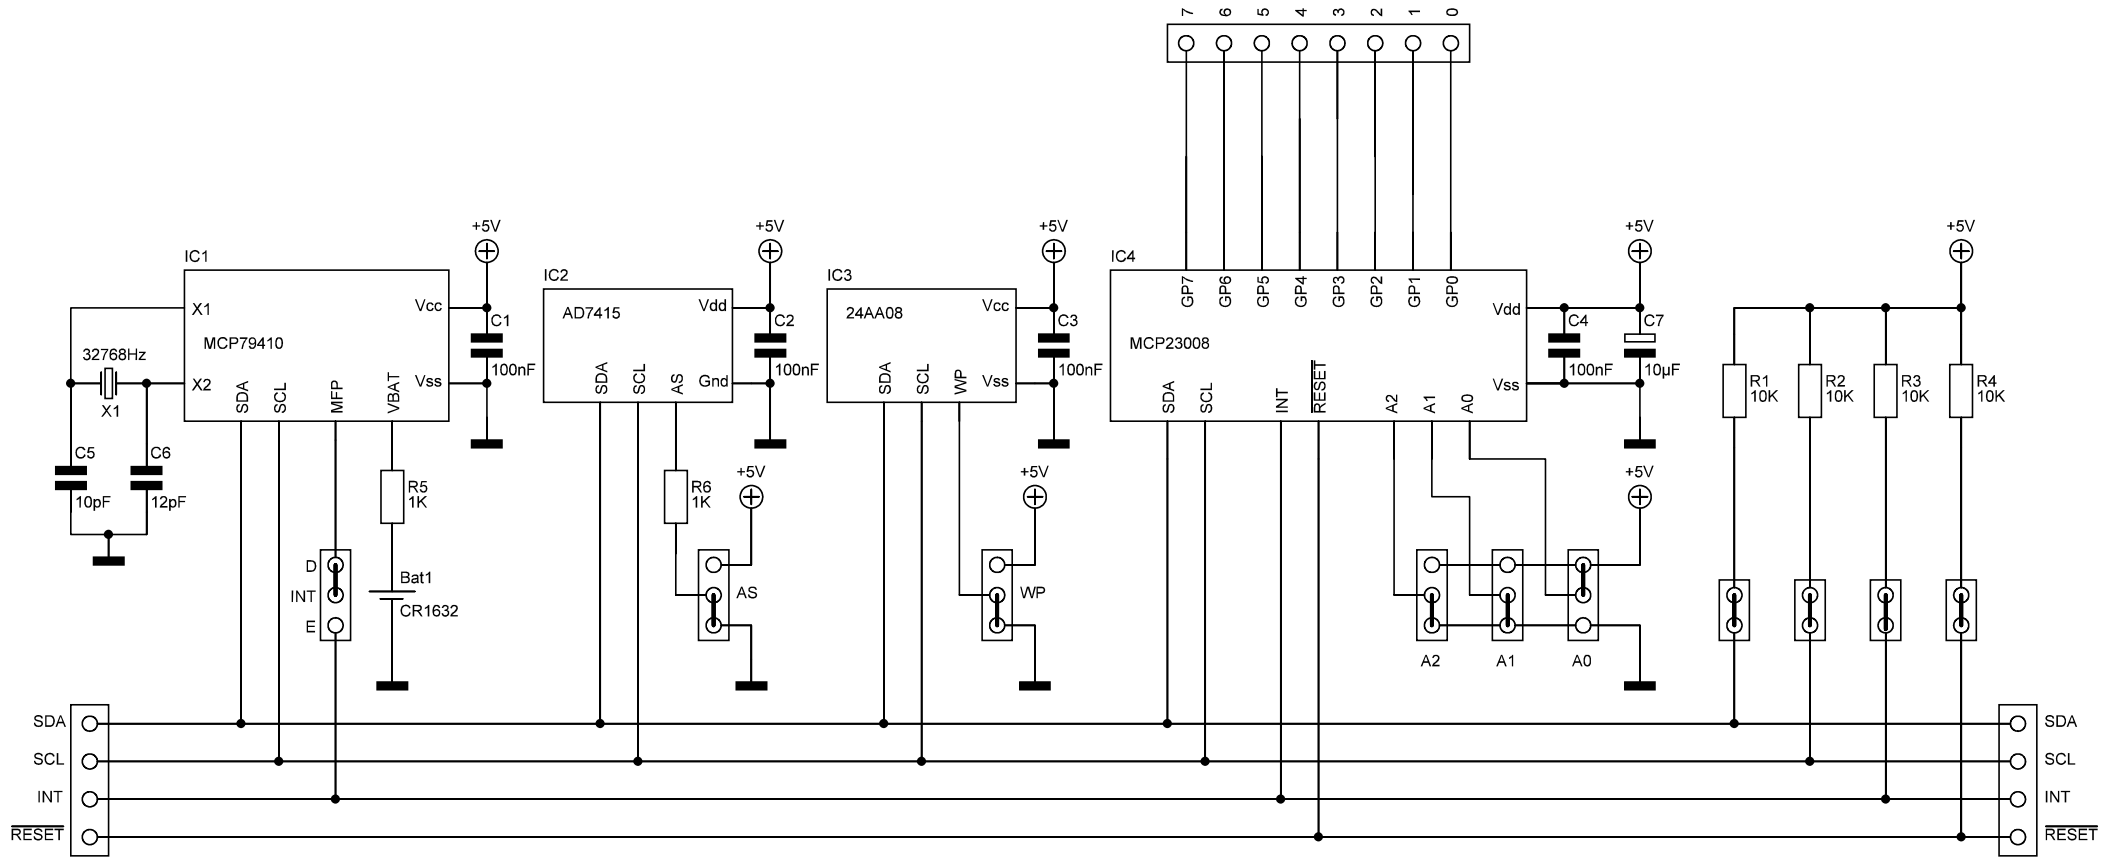 7 6 5 4 3 2 1 0
+5V
+5V
+5V
+5V
+5V
IC1
X1
X2
MCP79410
Vcc
Vss
SDA
SCL
MFP
VBAT
C1
100nF
32768Hz
X1
C5
10pF
C6
12pF
R5
1K
D
INT
E
Bat1
CR1632
IC2
AD7415
Vdd
Gnd
SDA
SCL
AS
C2
100nF
R6
1K
+5V
AS
IC3
24AA08
Vcc
Vss
SDA
SCL
WP
C3
100nF
+5V
WP
IC4
GP7
GP6
GP5
GP4
GP3
GP2
GP1
GP0
MCP23008
Vdd
Vss
SDA
SCL
INT
RESET
A2
A1
A0
C4
100nF
C7
10µF
+5V
A2
A1
A0
R1
10K
R2
10K
R3
10K
R4
10K
SDA
SCL
INT
RESET
SDA
SCL
INT
RESET